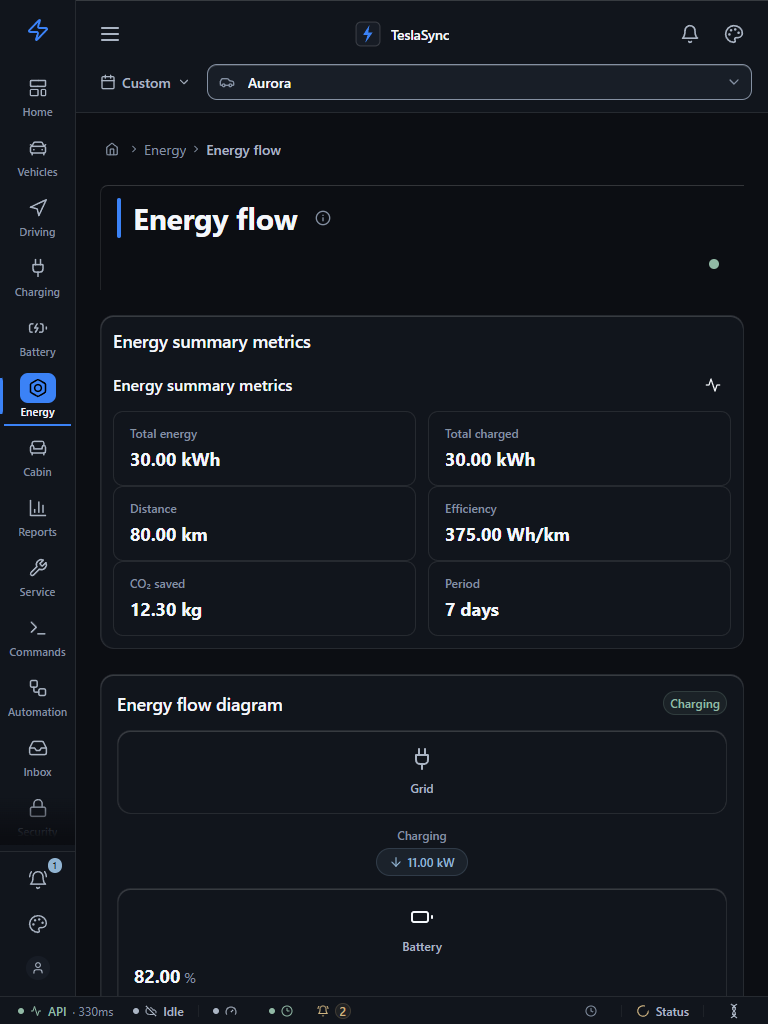 TeslaSync
Custom
Aurora
Home
Vehicles
Driving
Charging
Battery
Energy
Cabin
Reports
Service
Commands
Automation
Inbox
Security
1
Energy
Energy flow
Energy flow
Energy summary metrics
Energy summary metrics
Total energy
30.00 kWh
Total charged
30.00 kWh
Distance
80.00 km
Efficiency
375.00 Wh/km
CO₂ saved
12.30 kg
Period
7 days
Energy flow diagram
Charging
Grid
Charging
↓ 11.00 kW
Battery
82.00 %
API · 330ms
Idle
2
Status